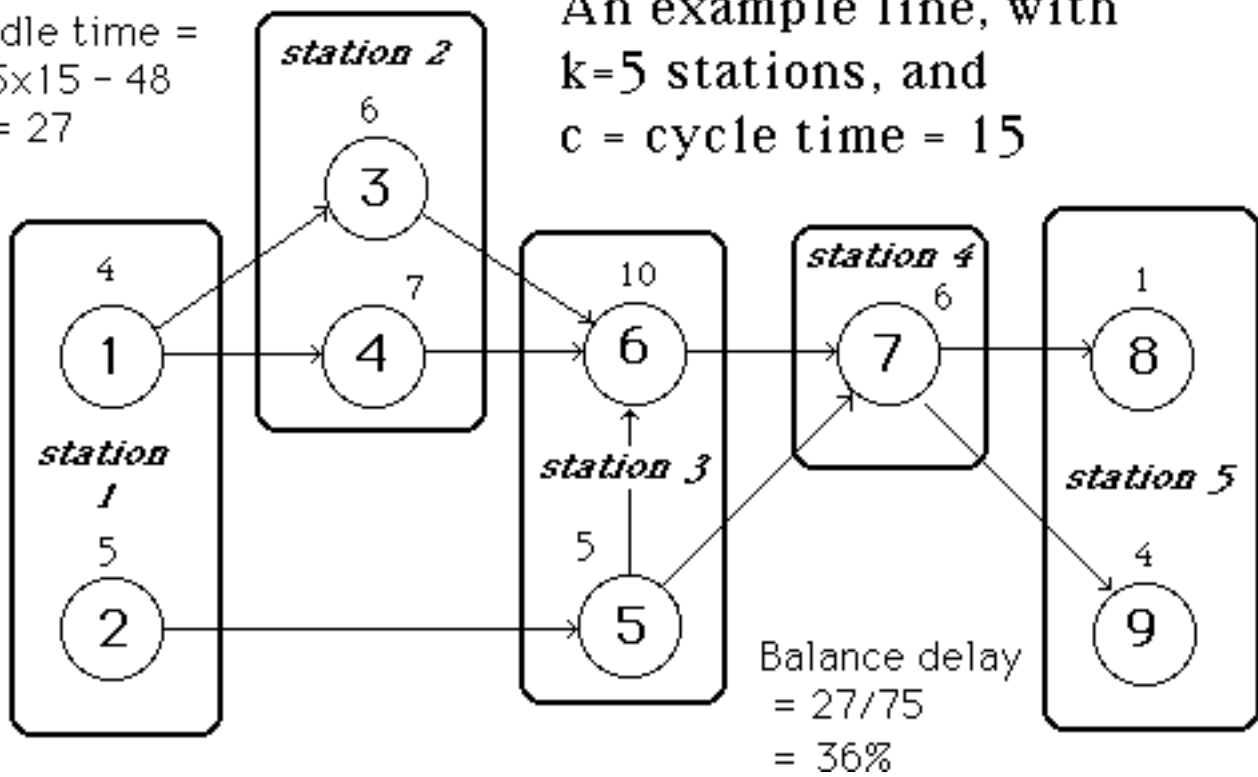 dle time =
5x15 - 48
= 27
An example line, with
k=5 stations, and
c = cycle time = 15
station 2
6
3
7
4
4
1
station
1
5
2
10
6
station 3
5
5
station 4
6
7
1
8
station 5
4
9
Balance delay
= 27/75
= 36%